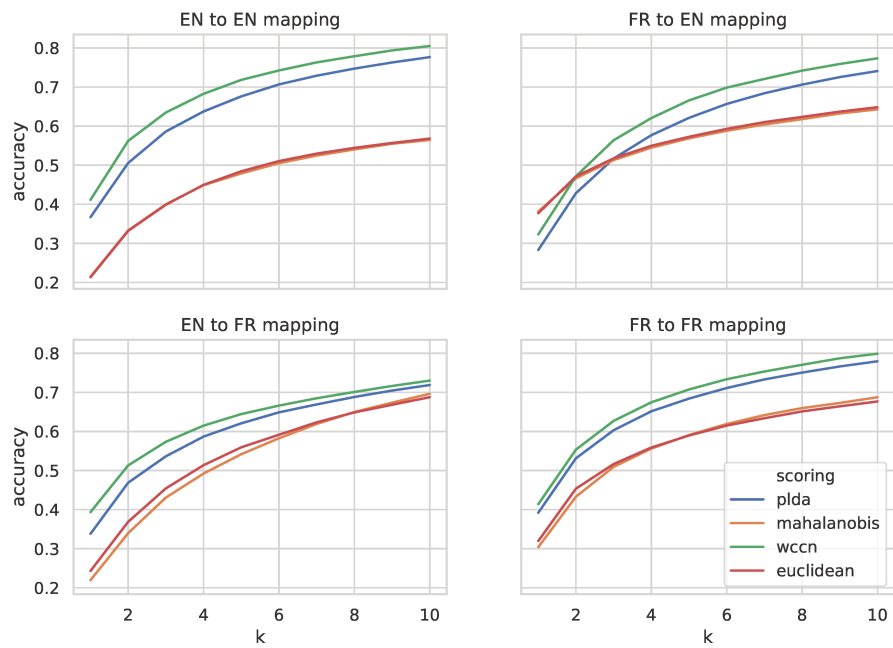 EN to EN mapping
FR to EN mapping
accuracy
0.8
0.7
0.6
0.5
0.4
0.3
0.2
EN to FR mapping
FR to FR mapping
accuracy
0.8
0.7
0.6
0.5
0.4
0.3
0.2
2 4 6 8 10
k
2 4 6 8 10
k
scoring
plda
mahalanobis
wccn
euclidean